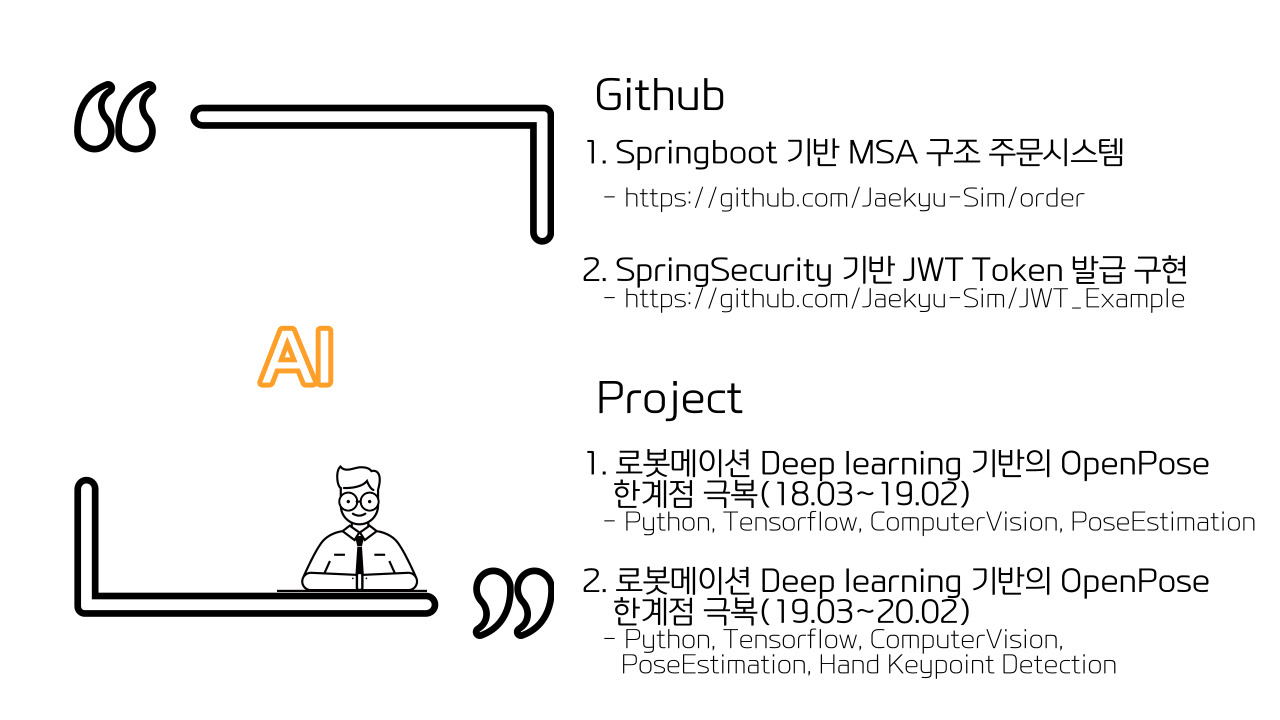 AI
Github
1. Springboot 기반 MSA 구조 주문시스템
- https://github.com/Jaekyu-Sim/order
2. SpringSecurity 기반 JWT Token 발급 구현
- https://github.com/Jaekyu-Sim/JWT_Example
Project
1. 로봇메이션 Deep learning 기반의 OpenPose
한계점 극복(18.03~19.02)
- Python, Tensorflow, ComputerVision, PoseEstimation
2. 로봇메이션 Deep learning 기반의 OpenPose
한계점 극복(19.03~20.02)
- Python, Tensorflow, ComputerVision,
PoseEstimation, Hand Keypoint Detection